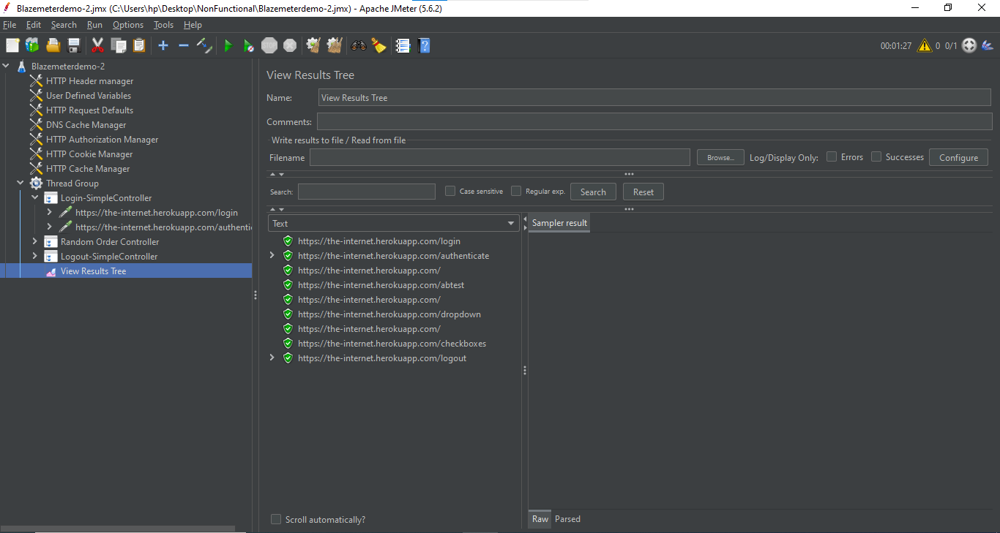 Blazemeterdemo-2.jmx (C:\Users\hp\Desktop\NonFunctional\Blazemeterdemo-2.jmx) - Apache JMeter (5.6.2)
File Edit Search Run Options Tools Help
STOP
00:01:27 0 0/1
Blazemeterdemo-2
HTTP Header manager
User Defined Variables
HTTP Request Defaults
DNS Cache Manager
HTTP Authorization Manager
HTTP Cookie Manager
HTTP Cache Manager
Thread Group
Login-SimpleController
https://the-internet.herokuapp.com/login
https://the-internet.herokuapp.com/authenti
Random Order Controller
Logout-SimpleController
View Results Tree
View Results Tree
Name: View Results Tree
Comments:
Write results to file / Read from file
Filename Browse... Log/Display Only: Errors Successes Configure
Search: Case sensitive Regular exp. Search Reset
Text
https://the-internet.herokuapp.com/login
https://the-internet.herokuapp.com/authenticate
https://the-internet.herokuapp.com/
https://the-internet.herokuapp.com/abtest
https://the-internet.herokuapp.com/
https://the-internet.herokuapp.com/dropdown
https://the-internet.herokuapp.com/
https://the-internet.herokuapp.com/checkboxes
https://the-internet.herokuapp.com/logout
Scroll automatically?
Sampler result
Raw Parsed